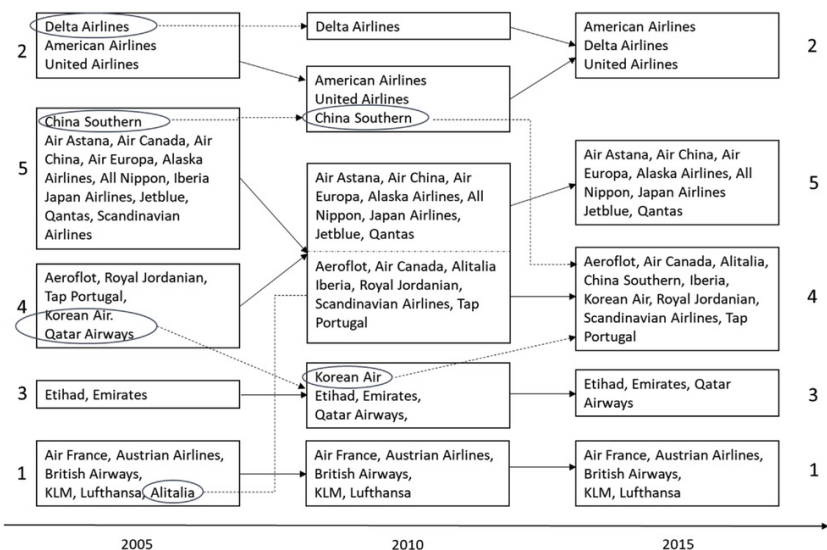 2
Delta Airlines
American Airlines
United Airlines
5
China Southern
Air Astana, Air Canada, Air
China, Air Europa, Alaska
Airlines, All Nippon, Iberia
Japan Airlines, Jetblue,
Qantas, Scandinavian
Airlines
4
Aeroflot, Royal Jordanian,
Tap Portugal,
Korean Air.
Qatar Airways
3
Etihad, Emirates
1
Air France, Austrian Airlines,
British Airways,
KLM, Lufthansa, Alitalia
Delta Airlines
American Airlines
United Airlines
China Southern
Air Astana, Air China, Air
Europa, Alaska Airlines, All
Nippon, Japan Airlines,
Jetblue, Qantas
Aeroflot, Air Canada, Alitalia
Iberia, Royal Jordanian,
Scandinavian Airlines, Tap
Portugal
Korean Air
Etihad, Emirates,
Qatar Airways,
Air France, Austrian Airlines,
British Airways,
KLM, Lufthansa
American Airlines
Delta Airlines
United Airlines
2
Air Astana, Air China, Air
Europa, Alaska Airlines, All
Nippon, Japan Airlines
Jetblue, Qantas
5
Aeroflot, Air Canada, Alitalia,
China Southern, Iberia,
Korean Air, Royal Jordanian,
Scandinavian Airlines, Tap
Portugal
4
Etihad, Emirates, Qatar
Airways
3
Air France, Austrian Airlines,
British Airways,
KLM, Lufthansa
1
2005
2010
2015